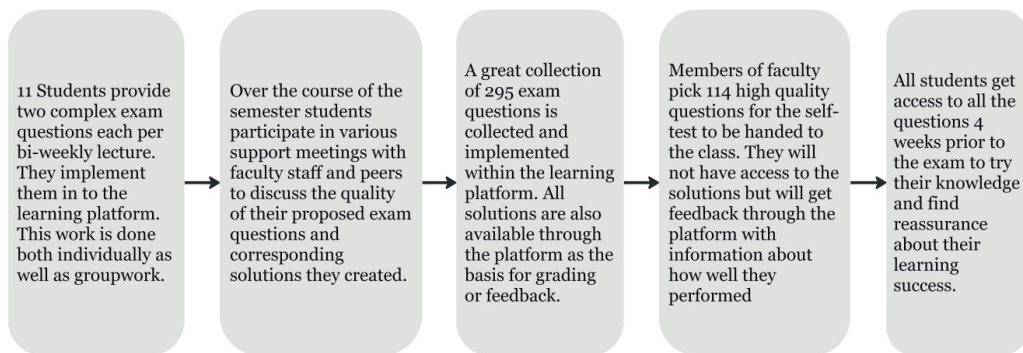 11 Students provide
two complex exam
questions each per
bi-weekly lecture.
They implement
them in to the
learning platform.
This work is done
both individually as
well as groupwork.
Over the course of the
semester students
participate in various
support meetings with
faculty staff and peers
to discuss the quality
of their proposed exam
questions and
corresponding
solutions they created.
A great collection
of 295 exam
questions is
collected and
implemented
within the learning
platform. All
solutions are also
available through
the platform as the
basis for grading
or feedback.
Members of faculty
pick 114 high quality
questions for the self-
test to be handed to
the class. They will
not have access to the
solutions but will get
feedback through the
platform with
information about
how well they
performed
All students get
access to all the
questions 4
weeks prior to
the exam to try
their knowledge
and find
reassurance
about their
learning
success.